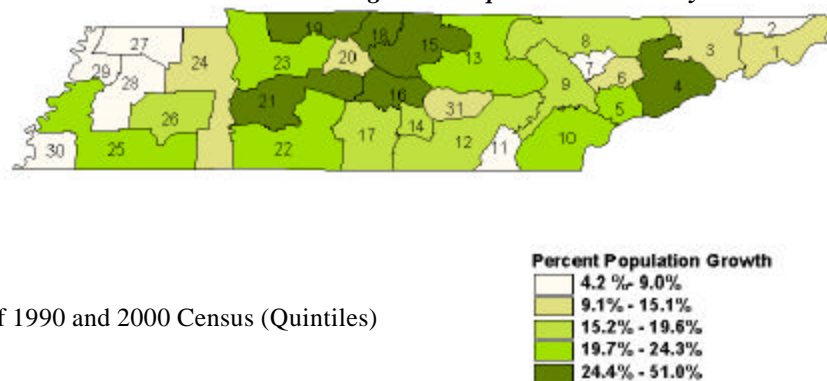 19 18 15 2
27 20 13 8 3 1
29 28 24 23 7 6
21 16 9 4
26 31 5
17 14 12
30 25 22 11 10
Percent Population Growth
4.2 %- 9.0%
9.1% - 15.1%
15.2% - 19.6%
f 1990 and 2000 Census (Quintiles)
19.7% - 24.3%
24.4% - 51.0%